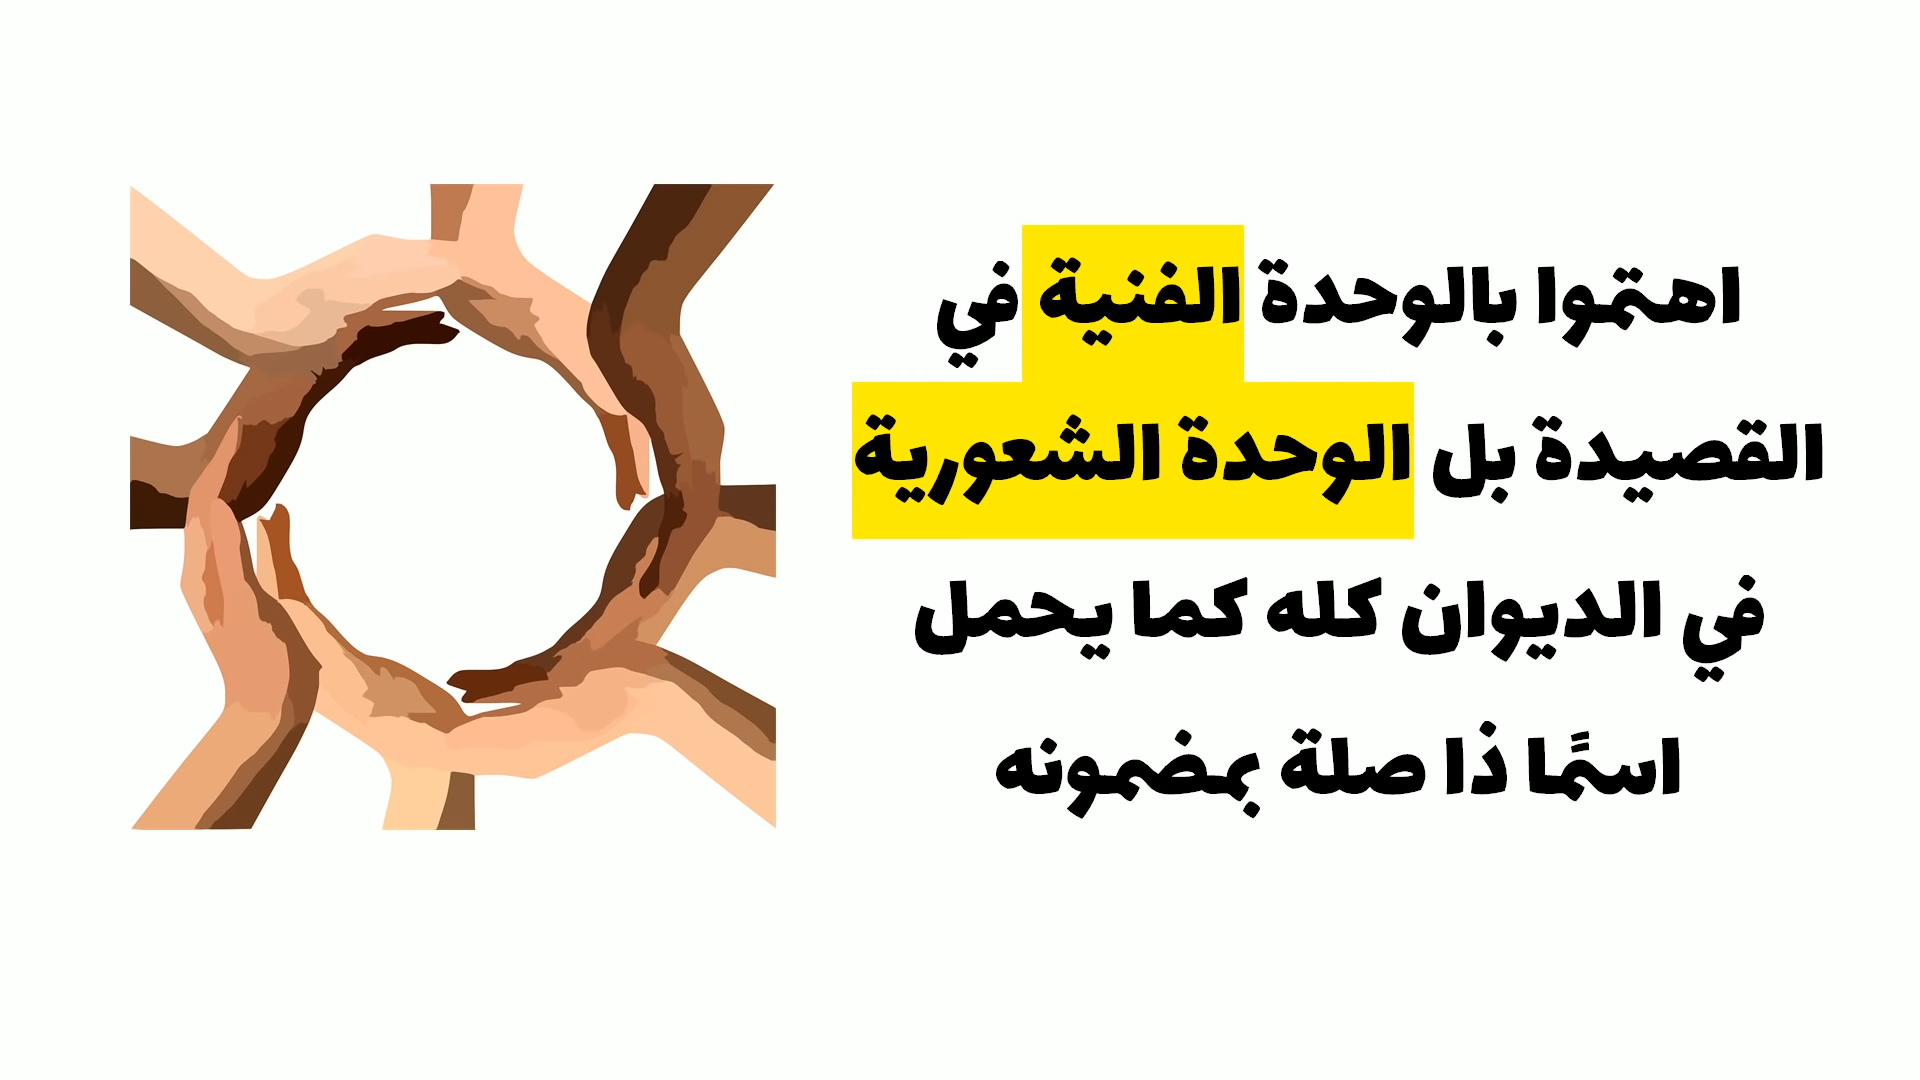 اهتموا بالوحدة الفنية في
القصيدة بل الوحدة الشعورية
في الديوان كله كما يحمل
اسمًا ذا صلة بمضمونه